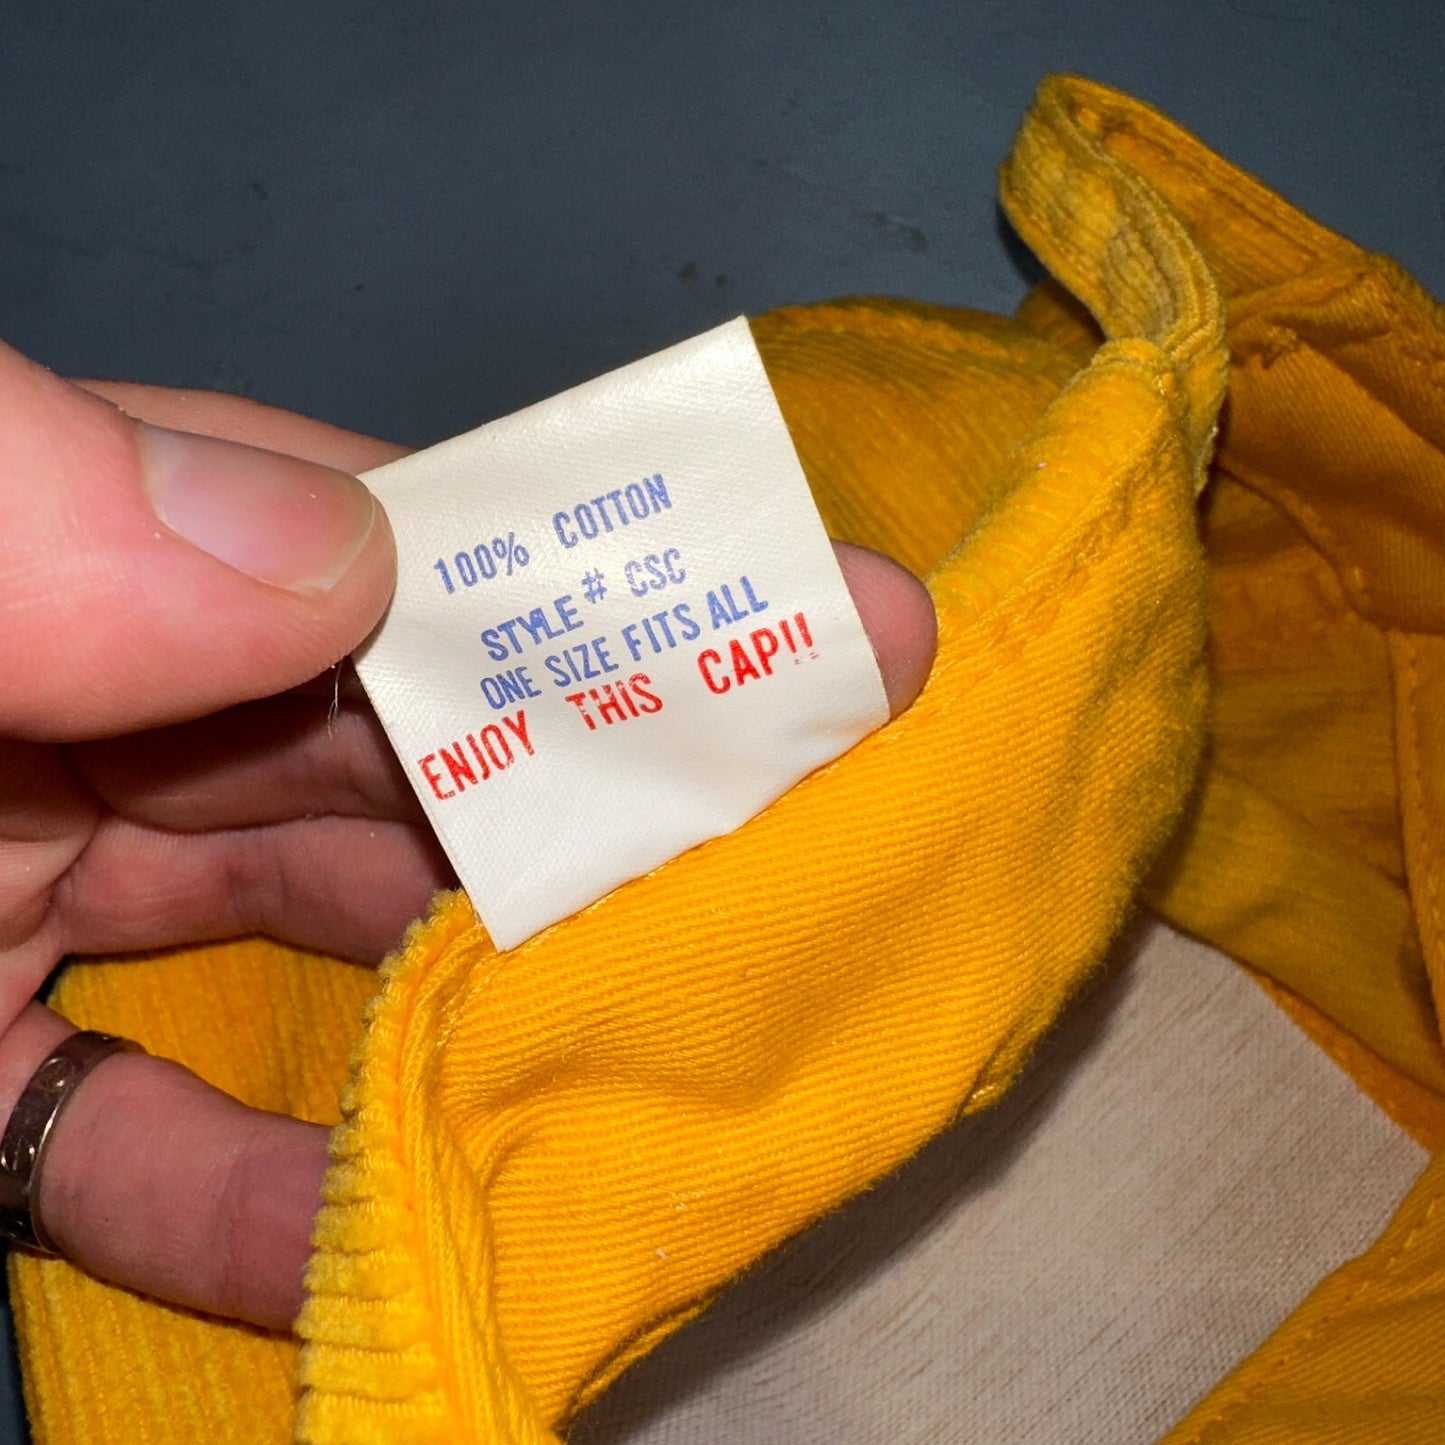 100% COTTON
STYLE # CSC
ONE SIZE FITS ALL
ENJOY THIS CAP!!